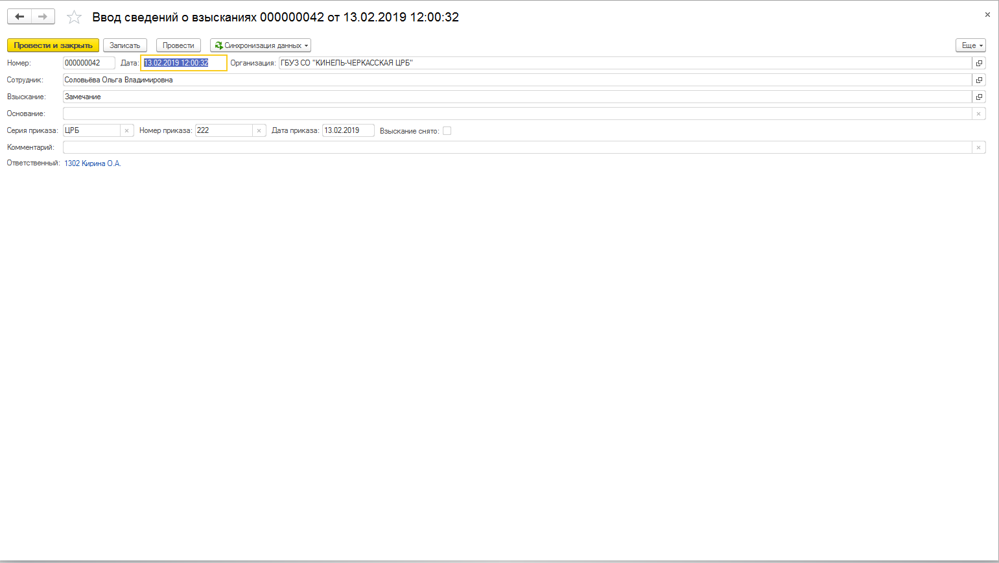 Ввод сведений о взысканиях 000000042 от 13.02.2019 12:00:32
Провести и закрыть Записать Провести Синхронизация данных Еще
Номер: 000000042 Дата: 13.02.2019 12:00:32 Организация: ГБУЗ СО "КИНЕЛЬ-ЧЕРКАССКАЯ ЦРБ"
Сотрудник: Соловьёва Ольга Владимировна
Взыскание: Замечание
Основание:
Серия приказа: ЦРБ Номер приказа: 222 Дата приказа: 13.02.2019 Взыскание снято:
Комментарий:
Ответственный: 1302 Кирина О.А.